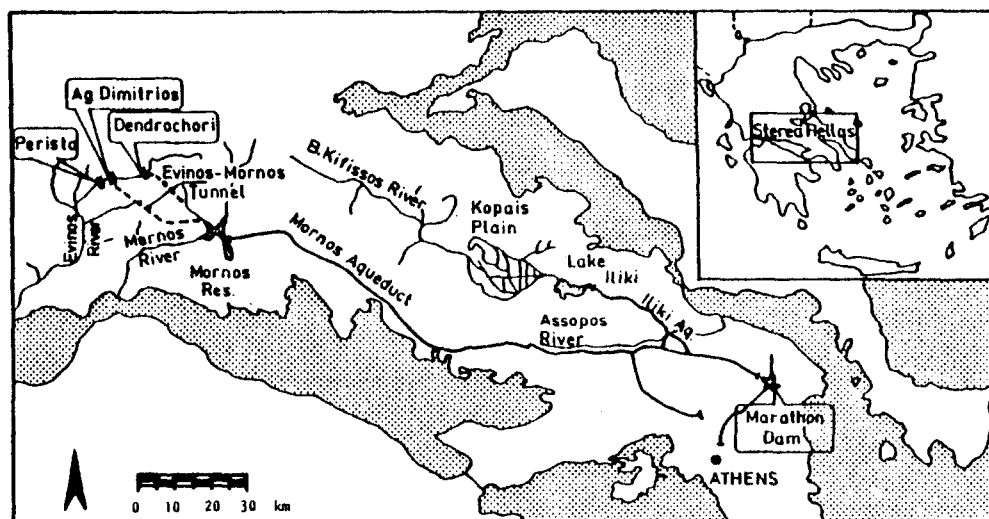 Ag Dimitrios
Dendrochori
Perista
Evinos-Mornos
Tunnel
Evinos
River
Mornos
River
Mornos
Res.
B.Kifissos River
Mornos Aqueduct
Kopais
Plain
Lake
Iliki
Iliki Aq.
Assopos
River
Marathon
Dam
ATHENS
Sterea Hellas
0 10 20 30 km